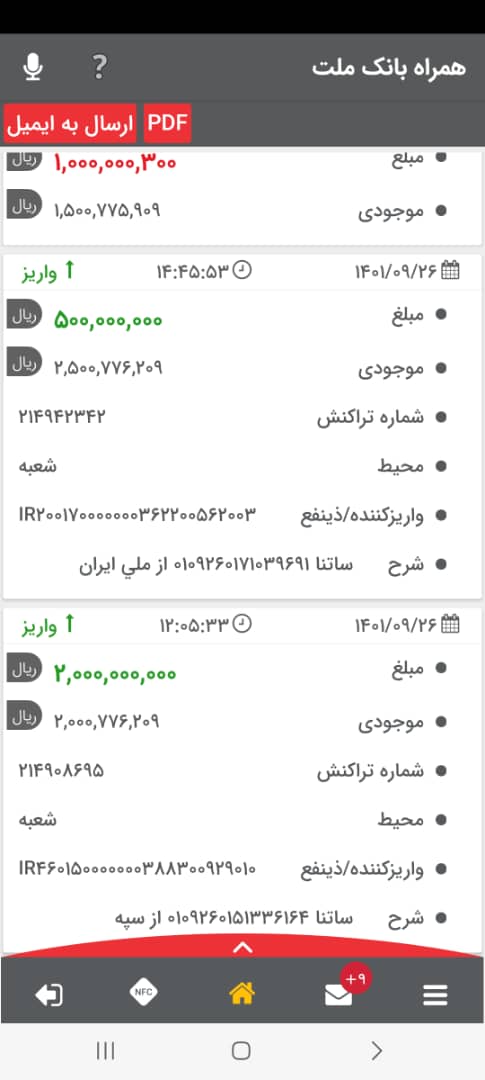 همراه بانک ملت
?
PDF ارسال به ایمیل
مبلغ ۱,۰۰۰,۰۰۰,۳۰۰ ریال
موجودی ۱,۵۰۰,۷۷۵,۹۰۹ ریال
۱۴۰۱/۰۹/۲۶ ۱۴:۴۵:۵۳ واریز
مبلغ ۵۰۰,۰۰۰,۰۰۰ ریال
موجودی ۲,۵۰۰,۷۷۶,۲۰۹ ریال
شماره تراکنش ۲۱۴۹۴۲۳۴۲
محیط شعبه
واریزکننده/ذینفع IR۲۰۰۱۷۰۰۰۰۰۰۰۳۶۲۲۰۰۵۶۲۰۰۳
شرح ساتنا ۰۱۰۹۲۶۰۱۷۱۰۳۹۶۹۱ از ملي ایران
۱۴۰۱/۰۹/۲۶ ۱۲:۰۵:۳۳ واریز
مبلغ ۲,۰۰۰,۰۰۰,۰۰۰ ریال
موجودی ۲,۰۰۰,۷۷۶,۲۰۹ ریال
شماره تراکنش ۲۱۴۹۰۸۶۹۵
محیط شعبه
واریزکننده/ذینفع IR۴۶۰۱۵۰۰۰۰۰۰۰۳۸۸۳۰۰۹۲۹۰۱۰
شرح ساتنا ۰۱۰۹۲۶۰۱۵۱۳۳۶۱۶۴ از سپه
+۹
NFC